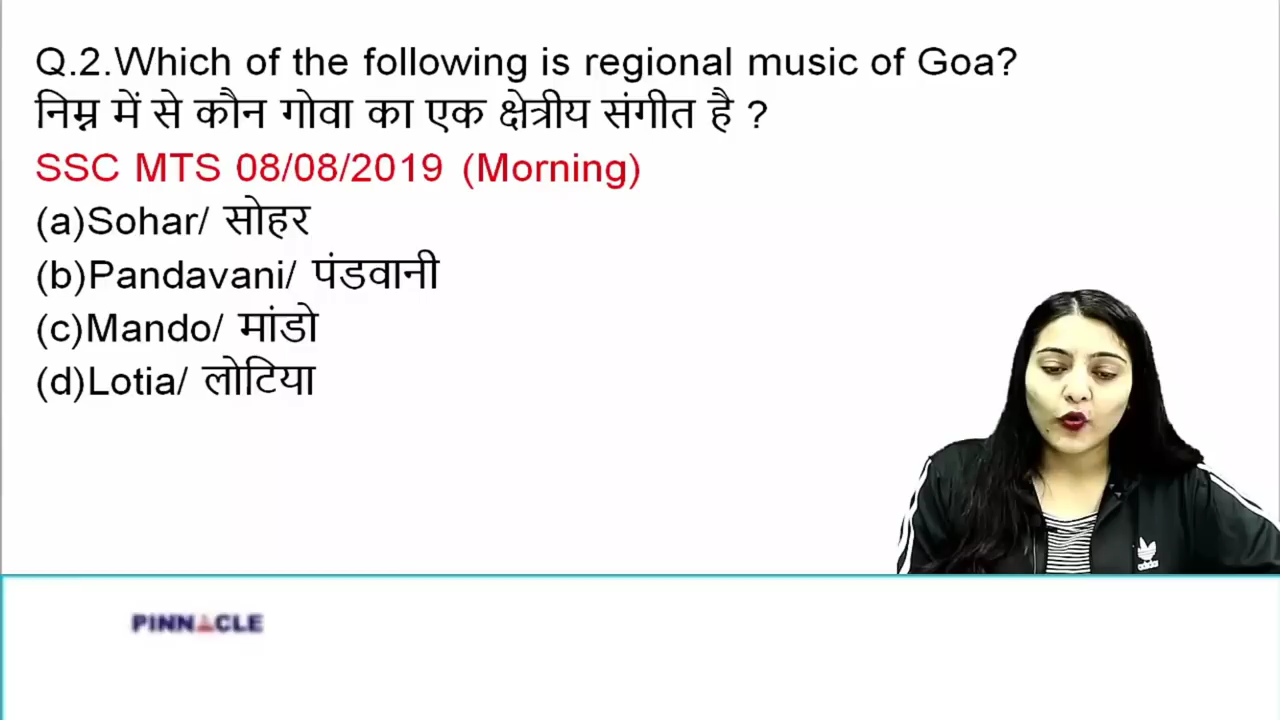 Q.2.Which of the following is regional music of Goa?
निम्न में से कौन गोवा का एक क्षेत्रीय संगीत है ?
SSC MTS 08/08/2019 (Morning)
(a)Sohar/ सोहर
(b)Pandavani/ पंडवानी
(c)Mando/ मांडो
(d)Lotia/ लोटिया
adidas
PINNACLE